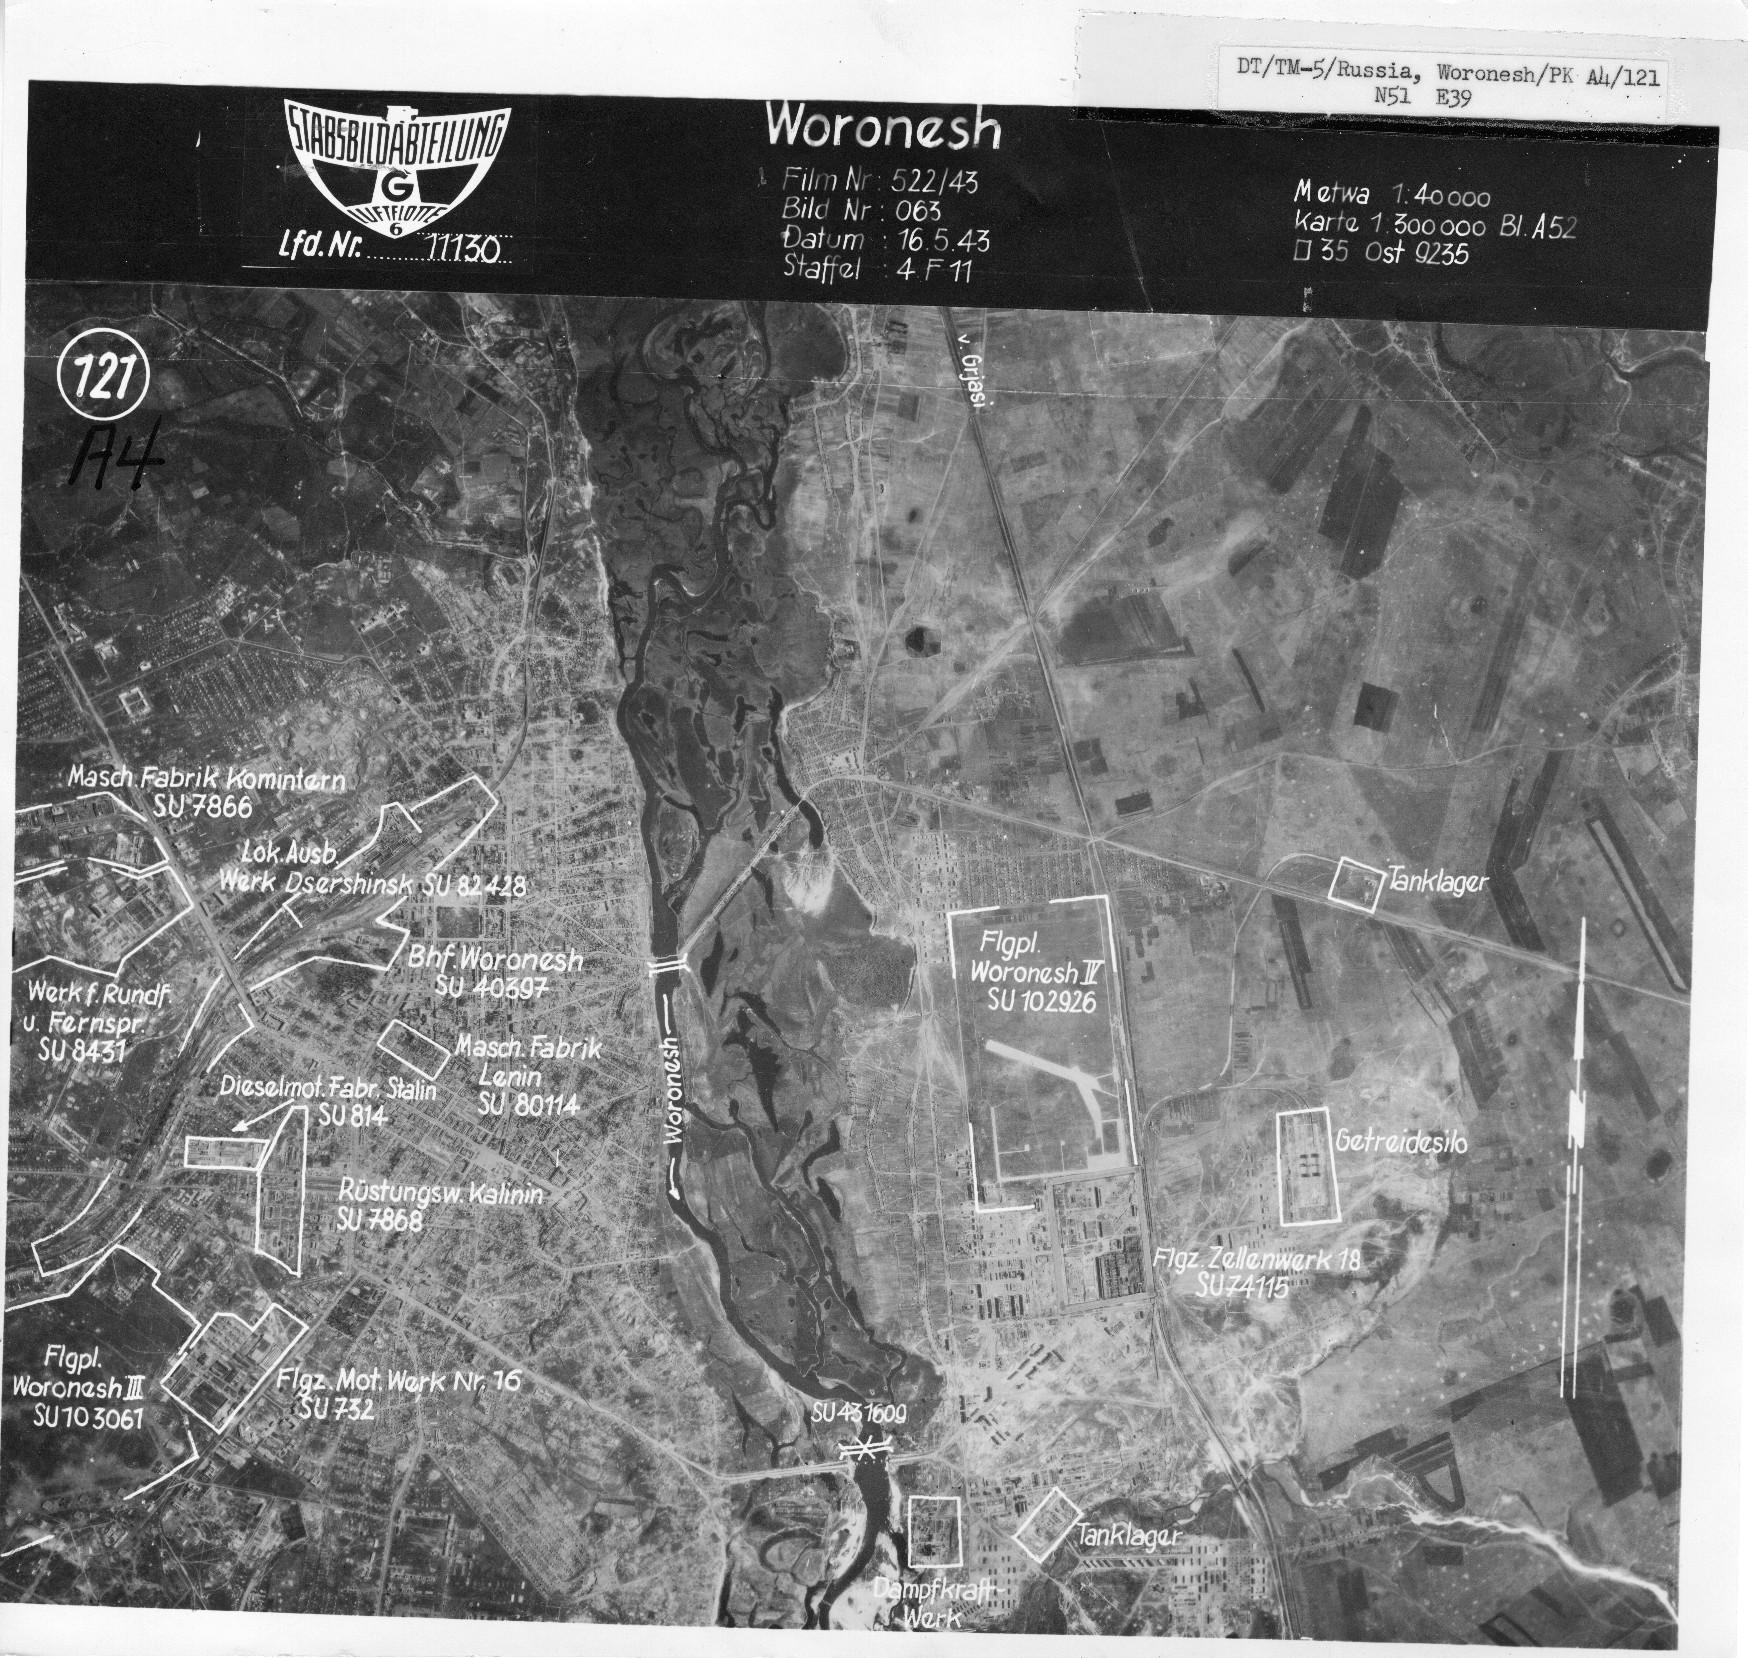 DT/TM-5/Russia, Woronesh/PK A4/121
N51 E39
STABSBILDABTEILUNG
G
LUFTFLOTTE
6
Lfd.Nr. 11130
Woronesh
Film Nr: 522/43
Bild Nr: 063
Datum : 16.5.43
Staffel : 4 F 11
Metwa 1:40000
Karte 1:300000 Bl. A52
35 Ost 9235
121
A4
v. Grjasi
Masch.Fabrik Komintern
SU 7866
Lok.Ausb.
Werk Dsershinsk SU 82428
Tanklager
Bhf. Woronesh
SU 40397
Flgpl.
Woronesh IV
SU 102926
Werk f. Rundf.
u. Fernspr.
SU 8431
Masch. Fabrik
Lenin
SU 80114
Woronesh
Dieselmot. Fabr. Stalin
SU 814
Getreidesilo
Rüstungsw. Kalinin
SU 7868
Flgz. Zellenwerk 18
SU 74115
N
Flgpl.
Woronesh III
SU 103061
Flgz. Mot. Werk Nr. 16
SU 732
SU 431609
Tanklager
Dampfkraft-
Werk